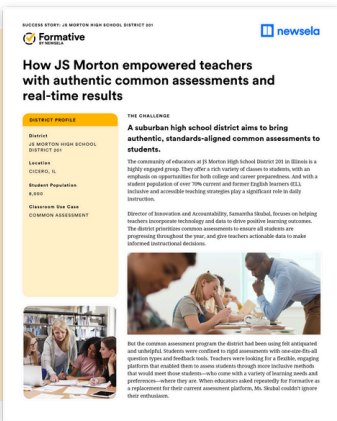 SUCCESS STORY: JS MORTON HIGH SCHOOL DISTRICT 201
Formative
BY NEWSELA
newsela
How JS Morton empowered teachers
with authentic common assessments and
real-time results
DISTRICT PROFILE
District
JS MORTON HIGH SCHOOL
DISTRICT 201
Location
CICERO, IL
Student Population
8,000
Classroom Use Case
COMMON ASSESSMENT
THE CHALLENGE
A suburban high school district aims to bring
authentic, standards-aligned common assessments to
students.
The community of educators at JS Morton High School District 201 in Illinois is a
highly engaged group. They offer a rich variety of classes to students, with an
emphasis on opportunities for both college and career preparedness. And with a
student population of over 70% current and former English learners (EL),
inclusive and accessible teaching strategies play a significant role in daily
instruction.
Director of Innovation and Accountability, Samantha Skubal, focuses on helping
teachers incorporate technology and data to drive positive learning outcomes.
The district prioritizes common assessments to ensure all students are
progressing throughout the year, and give teachers actionable data to make
informed instructional decisions.
But the common assessment program the district had been using felt antiquated
and unhelpful. Students were confined to rigid assessments with one-size-fits-all
question types and feedback tools. Teachers were looking for a flexible, engaging
platform that enabled them to assess students through more inclusive methods
that would meet those students—who come with a variety of learning needs and
preferences—where they are. When educators asked repeatedly for Formative as
a replacement for their current assessment platform, Ms. Skubal couldn't ignore
their enthusiasm.